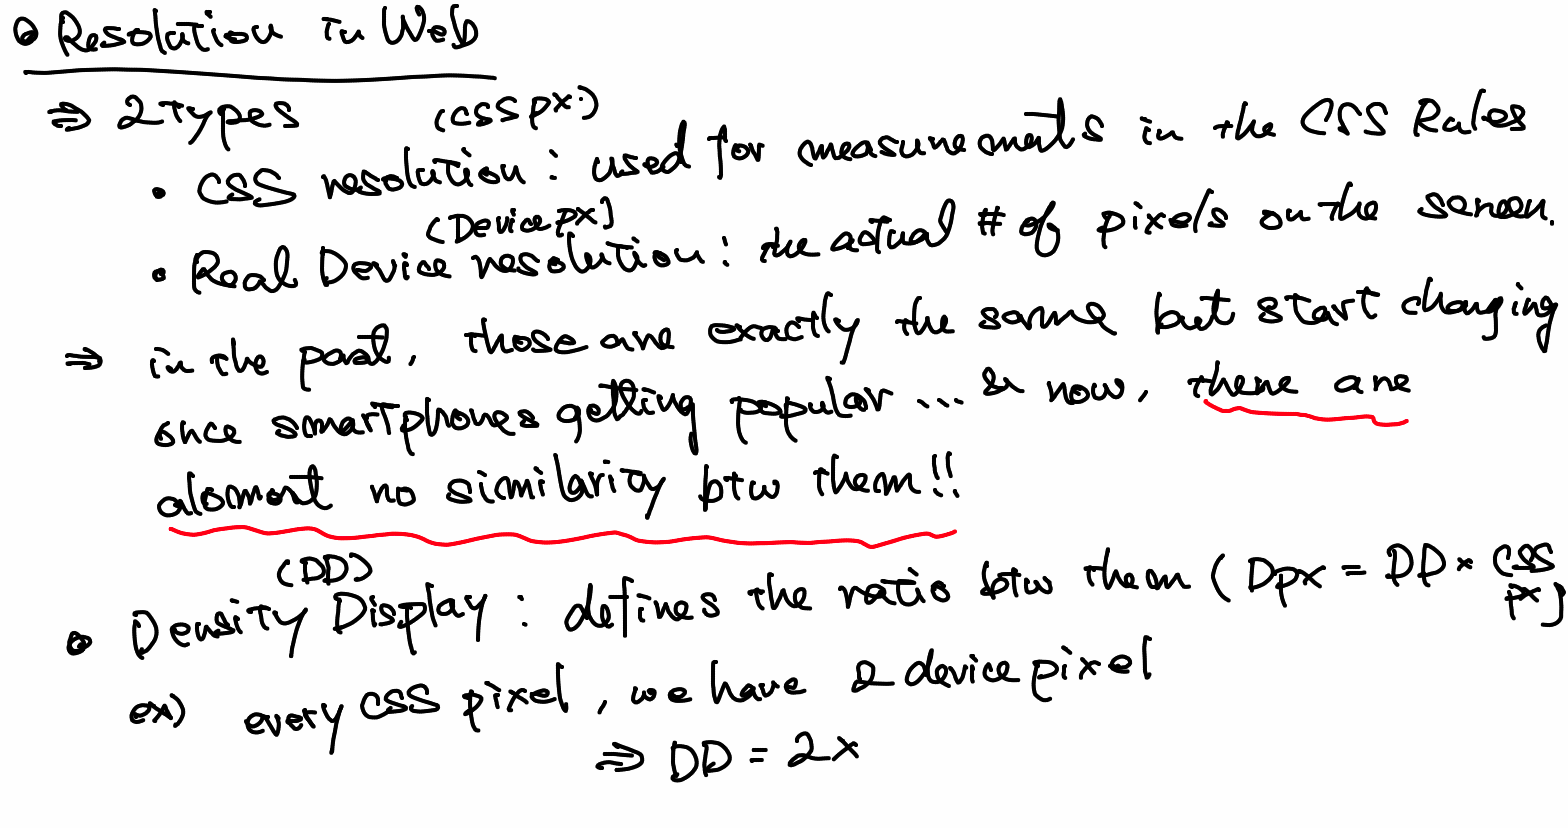 Resolution in Web
⇒ 2 Types
(CSS px.)
• CSS resolution : used for measurements in the CSS Rules
(Device px)
• Real Device resolution : the actual # of pixels on the screen.
⇒ in the past, those are exactly the same but start changing
once smartphones getting popular ... & now, there are
alomost no similarity btw them!!
(DD)
Density Display : defines the ratio btw them ( Dpx = DD × CSS
px)
ex) every CSS pixel, we have 2 device pixel
⇒ DD = 2x